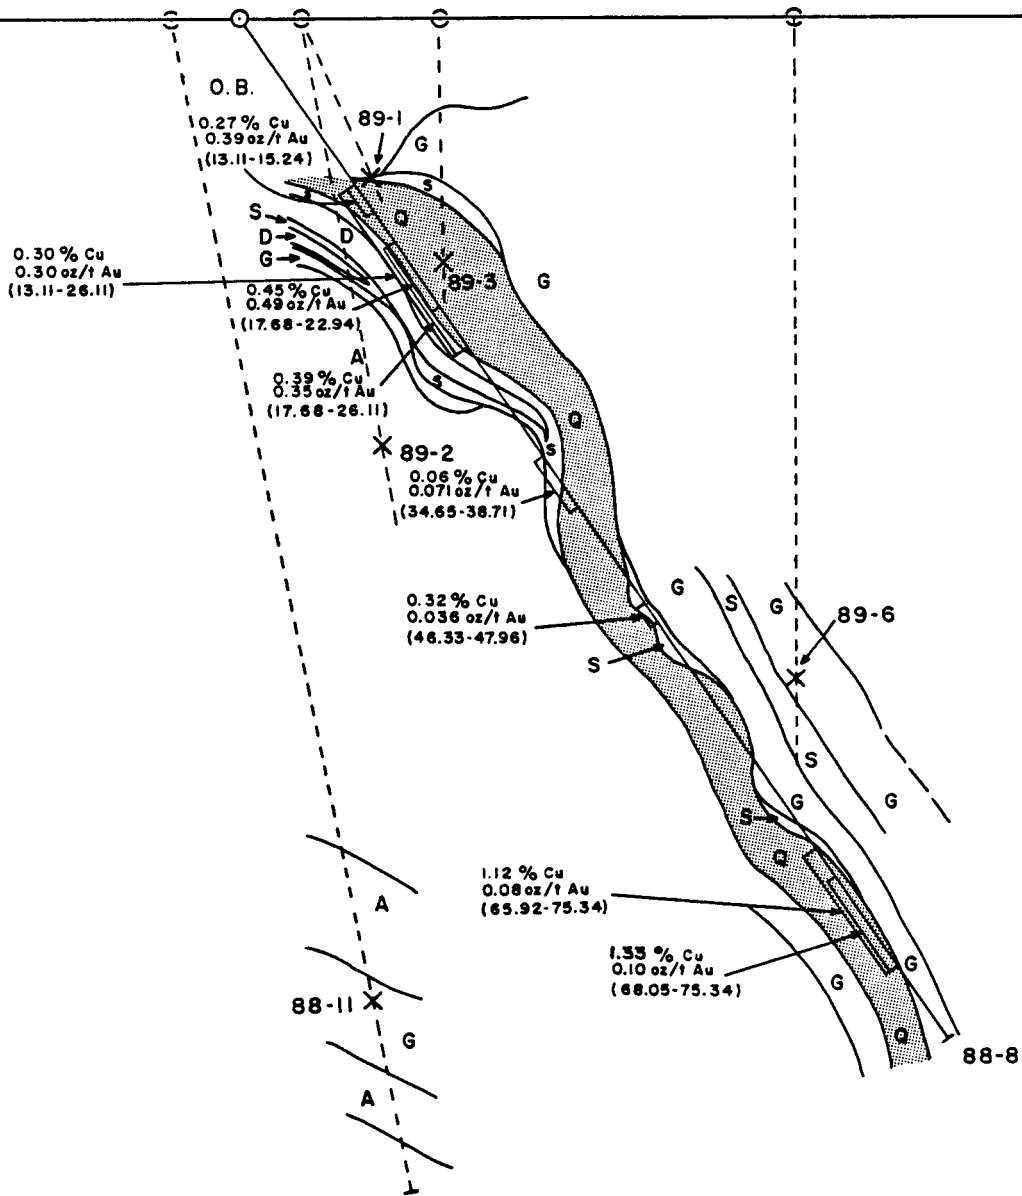 O.B.
0.27 % Cu
0.39 oz/t Au
(13.11-15.24)
89-1
G
S
Q
S
D
D
G
G
0.30 % Cu
0.30 oz/t Au
(13.11-26.11)
89-3
0.45 % Cu
0.49 oz/t Au
(17.68-22.94)
A
0.39 % Cu
0.35 oz/t Au
(17.68-26.11)
S
Q
89-2
S
0.06 % Cu
0.071 oz/t Au
(34.65-38.71)
G
S
G
89-6
0.32 % Cu
0.036 oz/t Au
(46.33-47.96)
S
S
G
G
S
Q
1.12 % Cu
0.08 oz/t Au
(65.92-75.34)
A
1.33 % Cu
0.10 oz/t Au
(68.05-75.34)
G
G
88-11
G
Q
88-8
A